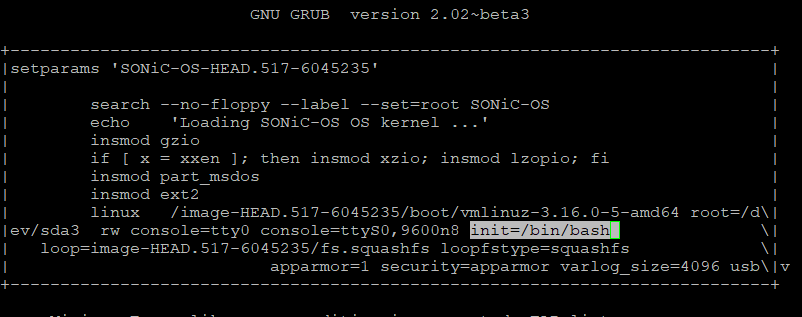 GNU GRUB  version 2.02~beta3
+----------------------------------------------------------------------------+
|setparams 'SONiC-OS-HEAD.517-6045235'                                       |
|                                                                            |
|        search --no-floppy --label --set=root SONiC-OS                      |
|        echo    'Loading SONiC-OS OS kernel ...'                            |
|        insmod gzio                                                         |
|        if [ x = xxen ]; then insmod xzio; insmod lzopio; fi                |
|        insmod part_msdos                                                   |
|        insmod ext2                                                         |
|        linux   /image-HEAD.517-6045235/boot/vmlinuz-3.16.0-5-amd64 root=/d\|
|ev/sda3  rw console=tty0 console=ttyS0,9600n8 init=/bin/bash               \|
|   loop=image-HEAD.517-6045235/fs.squashfs loopfstype=squashfs             \|
|                          apparmor=1 security=apparmor varlog_size=4096 usb\|v
+----------------------------------------------------------------------------+